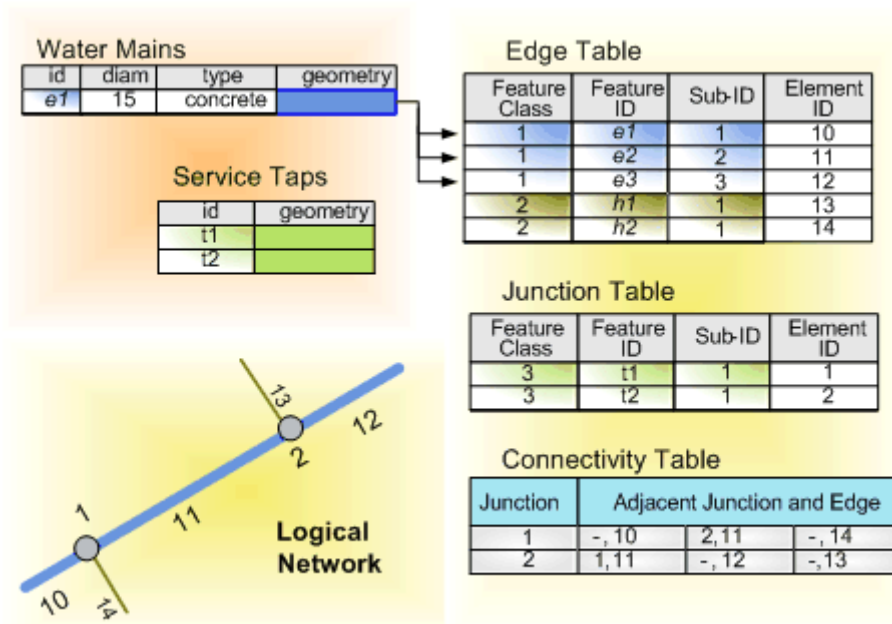 Water Mains
id diam type geometry
e1 15 concrete
Service Taps
id geometry
t1
t2
Edge Table
Feature Class Feature ID Sub-ID Element ID
1 e1 1 10
1 e2 2 11
1 e3 3 12
2 h1 1 13
2 h2 1 14
Junction Table
Feature Class Feature ID Sub-ID Element ID
3 t1 1 1
3 t2 1 2
Connectivity Table
Junction Adjacent Junction and Edge
1 -, 10 2,11 -, 14
2 1,11 -, 12 -,13
13
12
2
1
11
Logical
Network
10
14